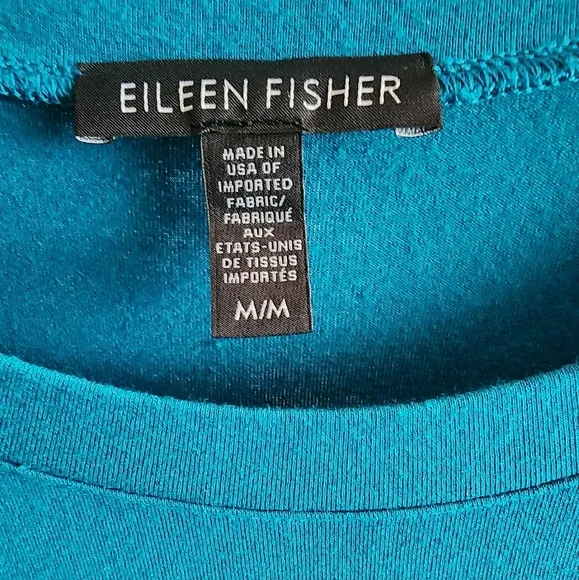 EILEEN FISHER
MADE IN
USA OF
IMPORTED
FABRIC/
FABRIQUÉ
AUX
ETATS-UNIS
DE TISSUS
IMPORTÉS
M/M